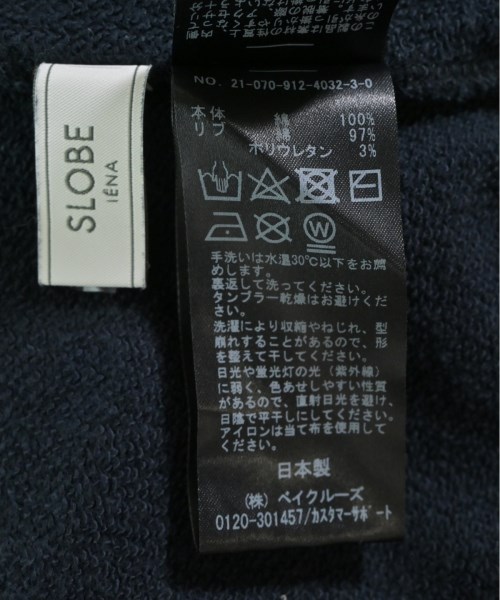 SLOBE
IÉNA
NO. 21-070-912-4032-3-0
本体 綿 100%
リブ 綿 97%
ポリウレタン 3%
W
手洗いは水温30℃以下をお薦
めします。
裏返して洗ってください。
タンブラー乾燥はお避けくださ
い。
洗濯により収縮やねじれ、型
崩れすることがあるので、形
を整えて干してください。
日光や蛍光灯の光（紫外線）
に弱く、色あせしやすい性質
があるので、直射日光を避け、
日陰で平干しにしてください。
アイロンは当て布を使用して
ください。
日本製
（株）ベイクルーズ
0120-301457/カスタマーサポート